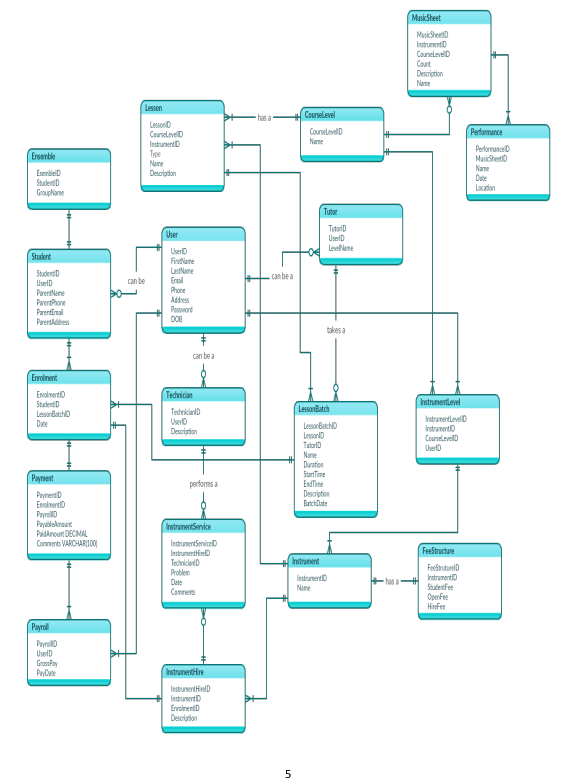 MusicSheet
MusicSheetID
InstrumentID
CourseLevelID
Count
Description
Name
Lesson
LessonID
CourseLevelID
InstrumentID
Type
Name
Description
has a
CourseLevel
CourseLevelID
Name
Performance
PerformanceID
MusicSheetID
Name
Date
Location
Ensemble
EsembleID
StudentID
GroupName
Tutor
TutorID
UserID
LevelName
User
UserID
FirstName
LastName
Email
Phone
Address
Password
DOB
Student
StudentID
UserID
ParentName
ParentPhone
ParentEmail
ParentAddress
can be
can be a
takes a
can be a
Enrolment
EnrolmentID
StudentID
LessonBatchID
Date
Technician
TechnicianID
UserID
Description
LessonBatch
LessonBatchID
LessonID
TutorID
Name
Duration
StartTime
EndTime
Description
BatchDate
InstrumentLevel
InstrumentLevelID
InstrumentID
CourseLevelID
UserID
Payment
PaymentID
EnrolmentID
PayrollID
PayableAmount
PaidAmount DECIMAL
Comments VARCHAR(100)
performs a
InstrumentService
InstrumentServiceID
InstrumentHireID
TechnicianID
Problem
Date
Comments
Instrument
InstrumentID
Name
has a
FeeStructure
FeeStrutureID
InstrumentID
StudentFee
OpenFee
HireFee
Payroll
PayrollID
UserID
GrossPay
PayDate
InstrumentHire
InstrumentHireID
InstrumentID
EnrolmentID
Description
5